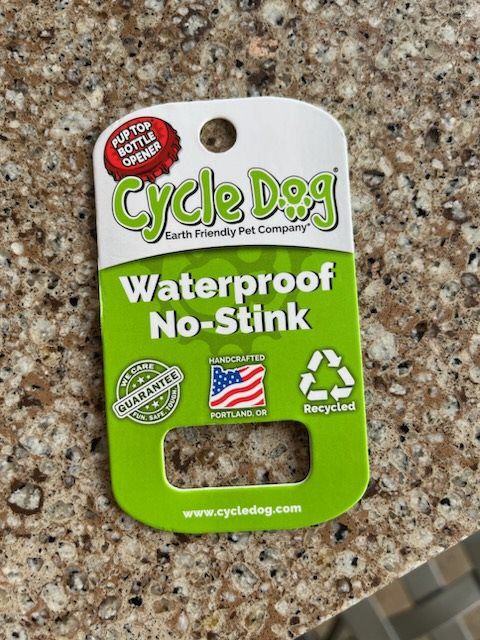 PUP TOP
BOTTLE
OPENER
Cycle Dog®
Earth Friendly Pet Company®
Waterproof
No-Stink
WE CARE
GUARANTEE
FUN. SAFE. TOUGH.
HANDCRAFTED
PORTLAND, OR
Recycled
www.cycledog.com